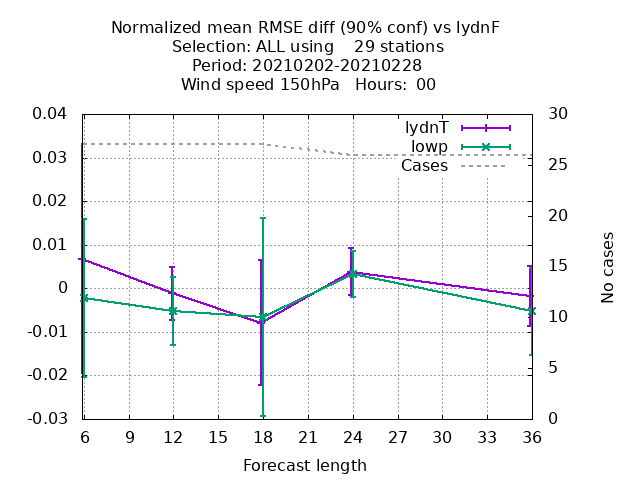 Normalized mean RMSE diff (90% conf) vs lydnF
Selection: ALL using    29 stations
Period: 20210202-20210228
Wind speed 150hPa   Hours:  00
0.04
0.03
0.02
0.01
0
-0.01
-0.02
-0.03
30
25
20
15
10
5
0
lydnT
lowp
Cases
No cases
6 9 12 15 18 21 24 27 30 33 36
Forecast length